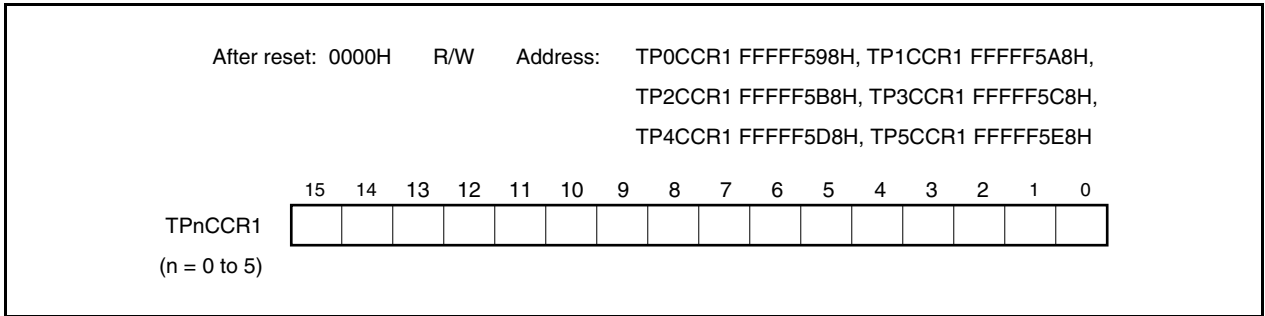 After reset: 0000H R/W Address: TP0CCR1 FFFFF598H, TP1CCR1 FFFFF5A8H,
TP2CCR1 FFFFF5B8H, TP3CCR1 FFFFF5C8H,
TP4CCR1 FFFFF5D8H, TP5CCR1 FFFFF5E8H
15 14 13 12 11 10 9 8 7 6 5 4 3 2 1 0
TPnCCR1
(n = 0 to 5)